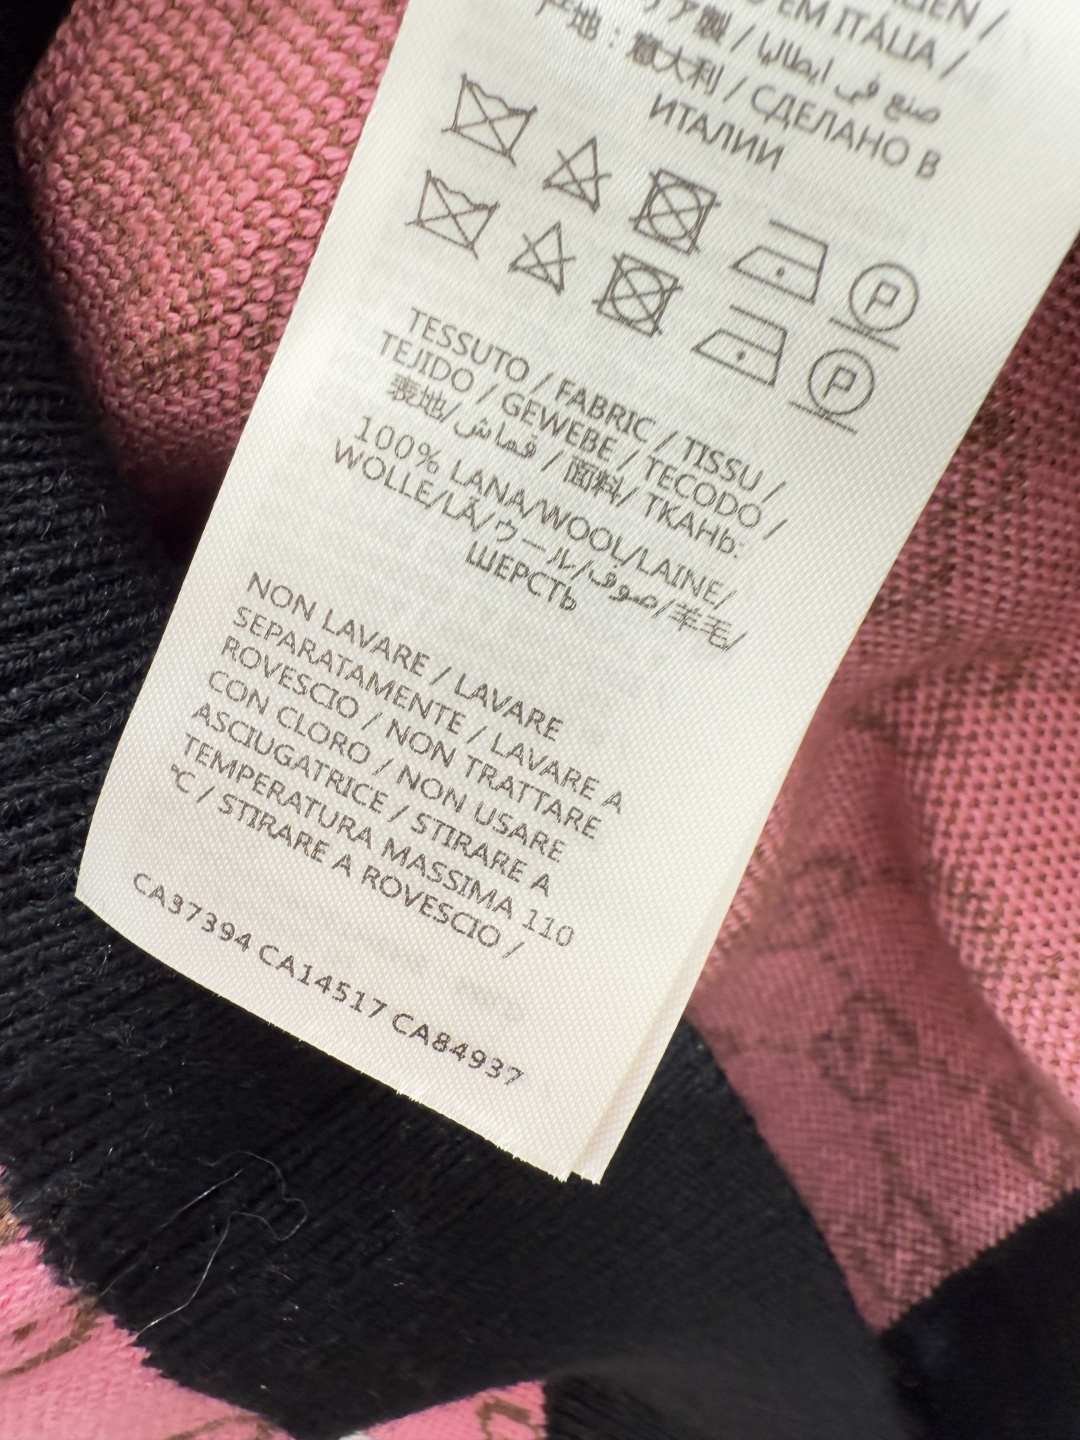 EM ITÁLIA /
ア製 / صنع في ايطاليا
产地：意大利 / СДЕЛАНО В
ИТАЛИИ
P
P
TESSUTO / FABRIC / TISSU /
TEJIDO / GEWEBE / TECODO /
表地/ قماش / 面料/ ТКАНЬ:
100% LANA/WOOL/LAINE/
WOLLE/LÃ/ウール/صوف/羊毛/
ШЕРСТЬ
NON LAVARE / LAVARE
SEPARATAMENTE / LAVARE A
ROVESCIO / NON TRATTARE
CON CLORO / NON USARE
ASCIUGATRICE / STIRARE A
TEMPERATURA MASSIMA 110
°C / STIRARE A ROVESCIO /
CA37394 CA14517 CA84937